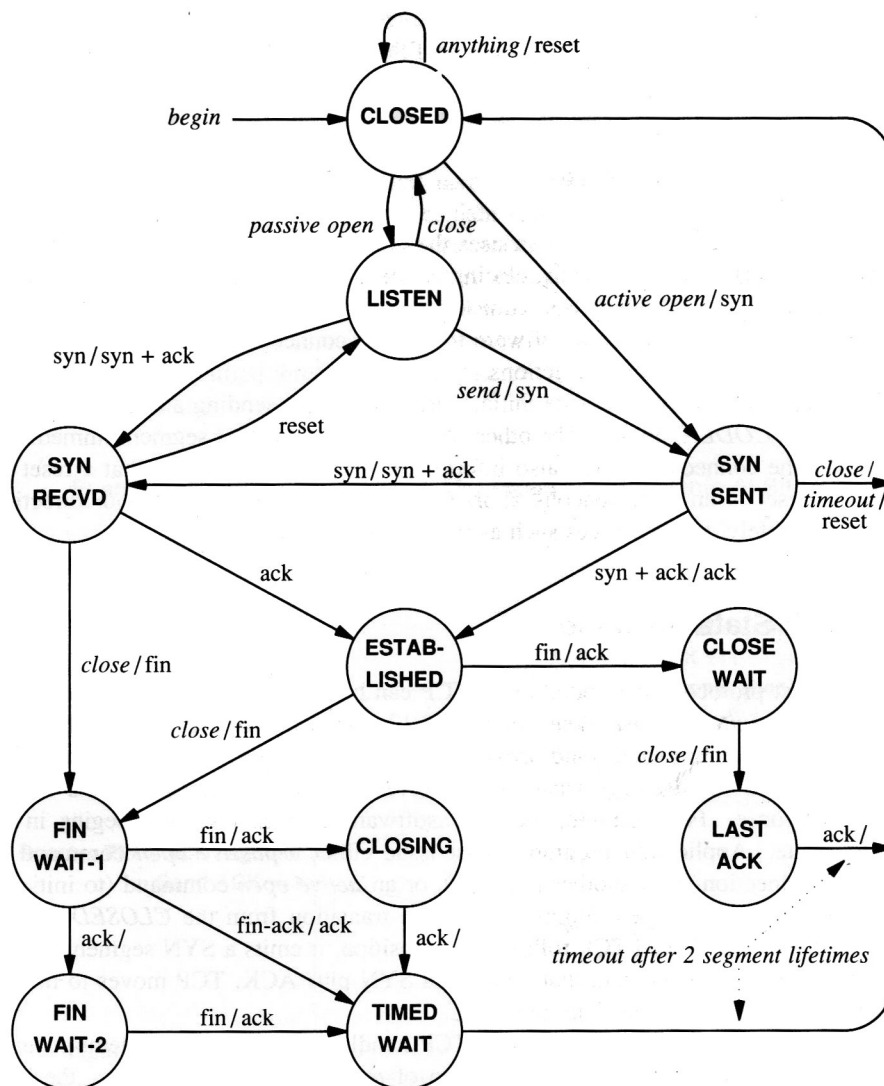 anything/reset
CLOSED
begin
passive open
close
LISTEN
active open/syn
syn/syn + ack
send/syn
reset
SYN
RECVD
syn/syn + ack
SYN
SENT
close/
timeout/
reset
ack
syn + ack/ack
ESTAB-
LISHED
fin/ack
CLOSE
WAIT
close/fin
close/fin
close/fin
FIN
WAIT-1
fin/ack
CLOSING
LAST
ACK
ack/
ack/
fin-ack/ack
ack/
timeout after 2 segment lifetimes
FIN
WAIT-2
fin/ack
TIMED
WAIT